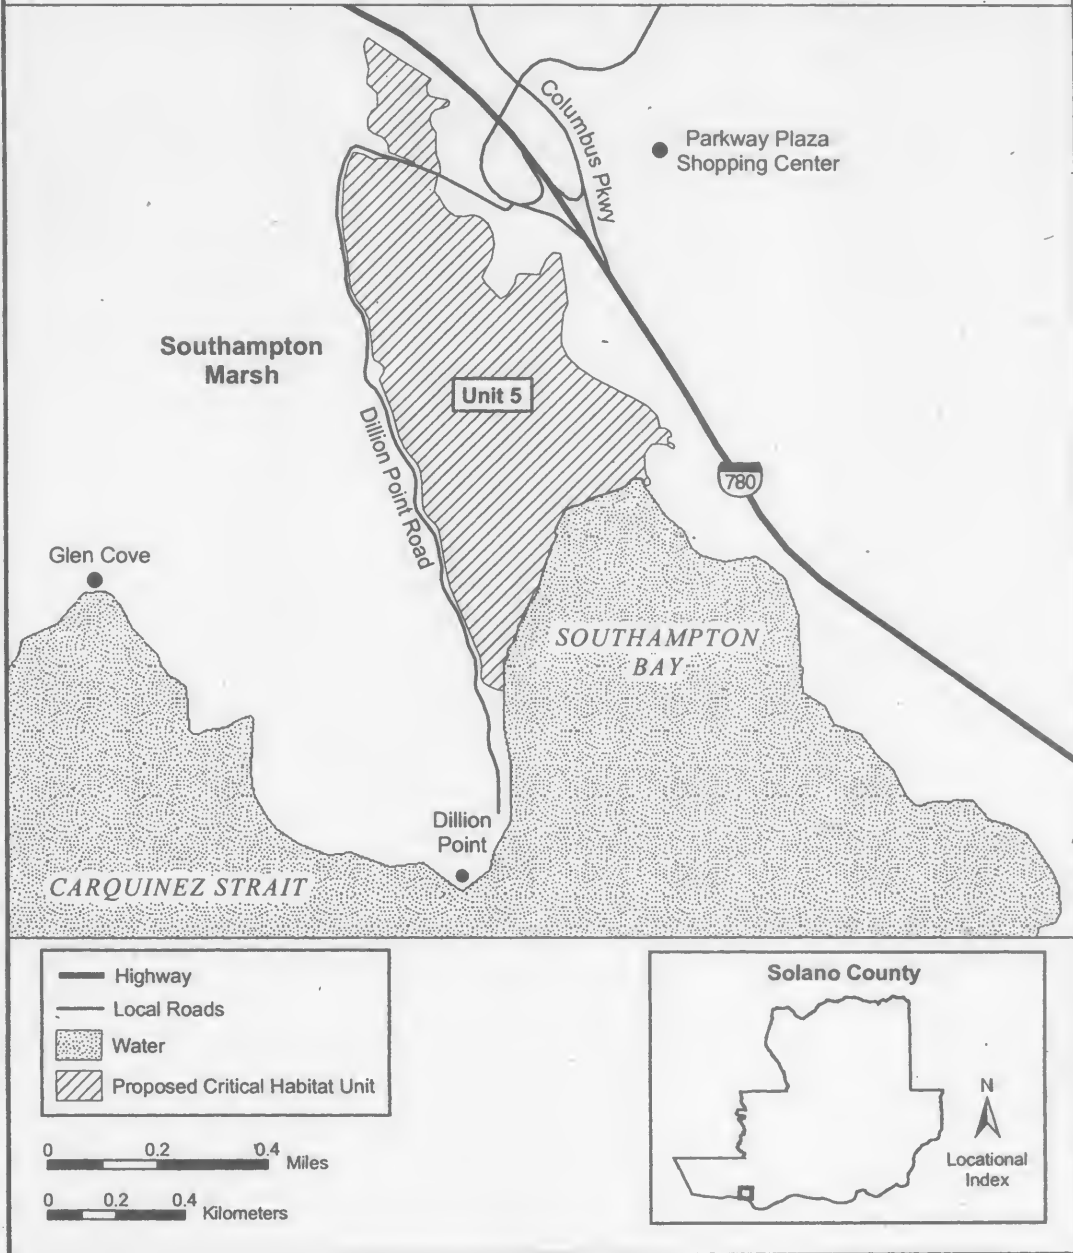 Columbus Pkwy
Parkway Plaza
Shopping Center
Southampton
Marsh
Unit 5
Dillion Point Road
780
Glen Cove
SOUTHAMPTON
BAY
Dillion
Point
CARQUINEZ STRAIT
Highway
Local Roads
Water
Proposed Critical Habitat Unit
0 0.2 0.4 Miles
0 0.2 0.4 Kilometers
Solano County
N
Locational
Index